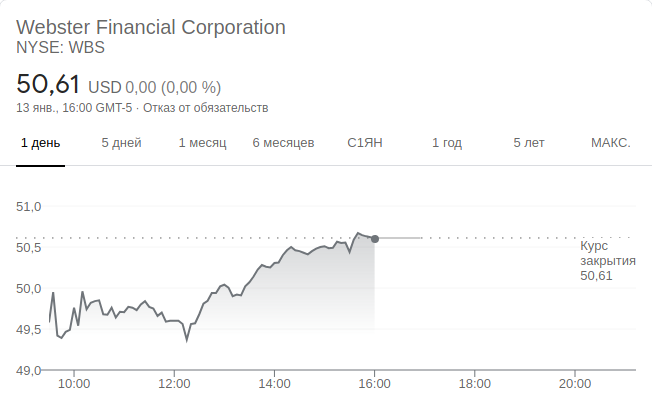 Webster Financial Corporation
NYSE: WBS
50,61 USD 0,00 (0,00 %)
13 янв., 16:00 GMT-5 · Отказ от обязательств
1 день 5 дней 1 месяц 6 месяцев С1ЯН 1 год 5 лет МАКС.
51,0
50,5
Курс
закрытия
50,61
50,0
49,5
49,0
10:00 12:00 14:00 16:00 18:00 20:00